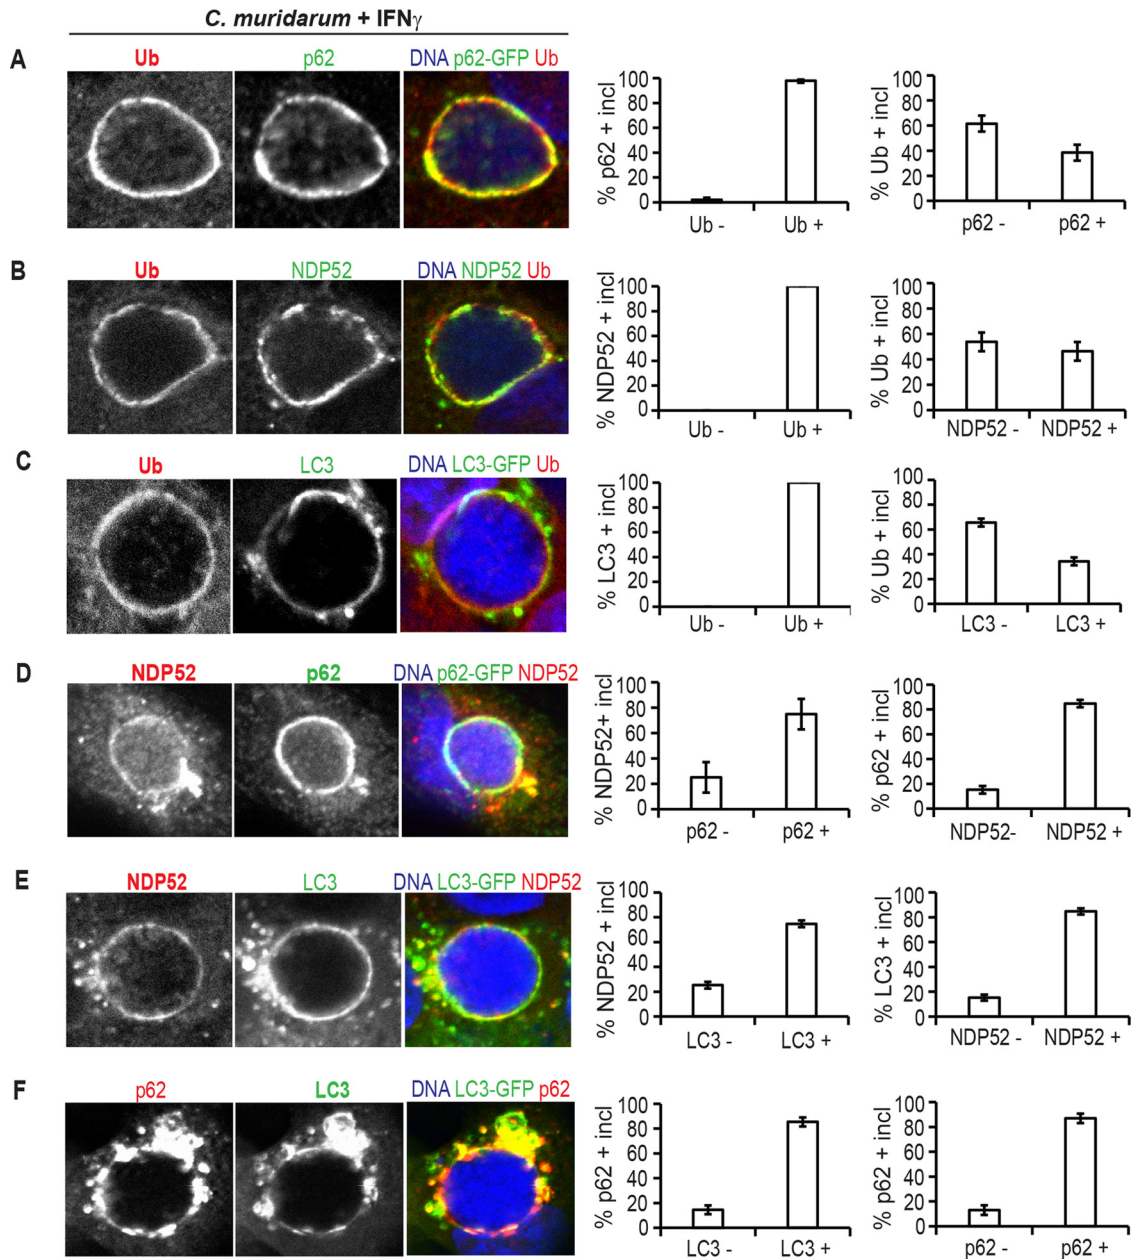 C. muridarum + IFNγ
A
Ub p62 DNA p62-GFP Ub
% p62 + incl
100
80
60
40
20
0
Ub - Ub +
% Ub + incl
100
80
60
40
20
0
p62 - p62 +
B
Ub NDP52 DNA NDP52 Ub
% NDP52 + incl
100
80
60
40
20
0
Ub - Ub +
% Ub + incl
100
80
60
40
20
0
NDP52 - NDP52 +
C
Ub LC3 DNA LC3-GFP Ub
% LC3 + incl
100
80
60
40
20
0
Ub - Ub +
% Ub + incl
100
80
60
40
20
0
LC3 - LC3 +
D
NDP52 p62 DNA p62-GFP NDP52
% NDP52+ incl
100
80
60
40
20
0
p62 - p62 +
% p62 + incl
100
80
60
40
20
0
NDP52- NDP52 +
E
NDP52 LC3 DNA LC3-GFP NDP52
% NDP52 + incl
100
80
60
40
20
0
LC3 - LC3 +
% LC3 + incl
100
80
60
40
20
0
NDP52 - NDP52 +
F
p62 LC3 DNA LC3-GFP p62
% p62 + incl
100
80
60
40
20
0
LC3 - LC3 +
% p62 + incl
100
80
60
40
20
0
p62 - p62 +